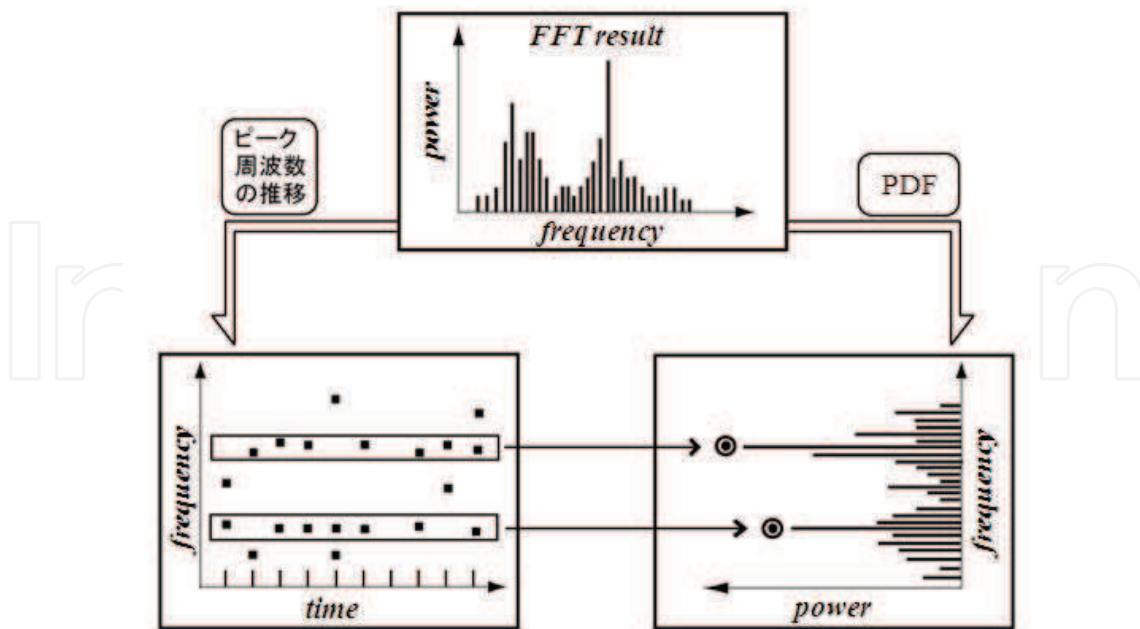 FFT result
power
frequency
ピーク
周波数
の推移
PDF
frequency
time
frequency
power